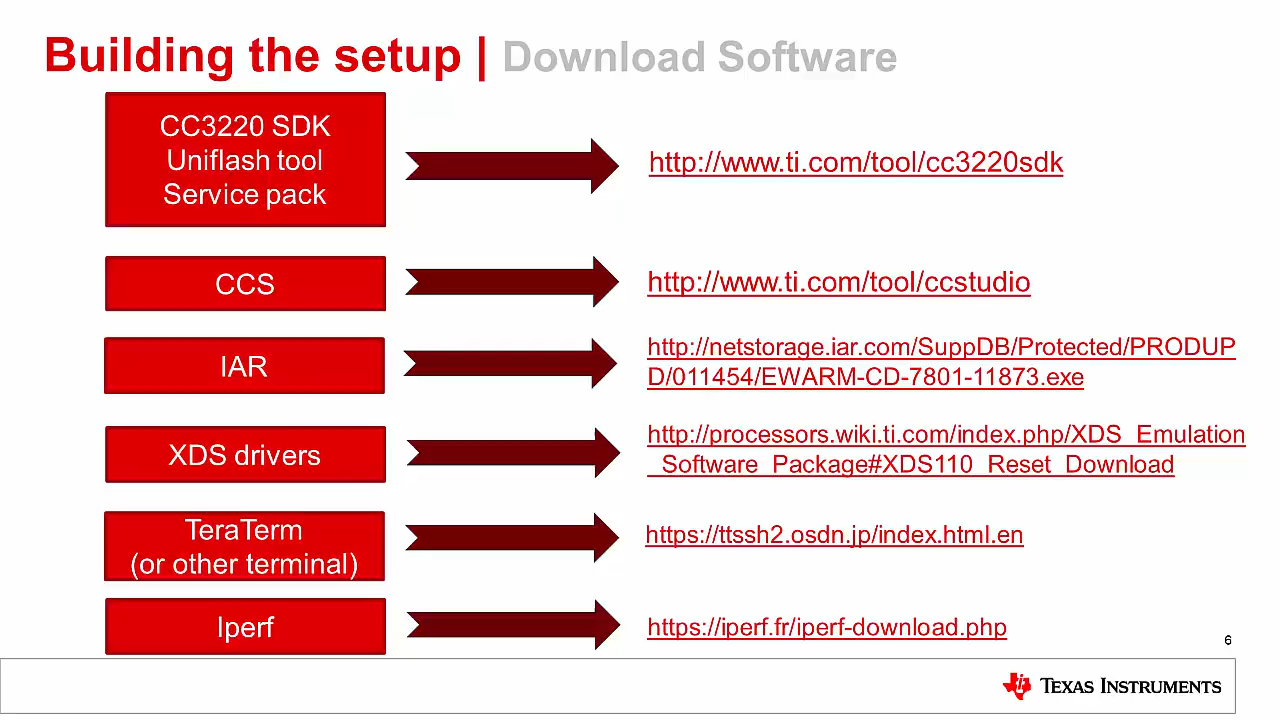 Building the setup | Download Software
CC3220 SDK
Uniflash tool
Service pack
http://www.ti.com/tool/cc3220sdk
CCS
http://www.ti.com/tool/ccstudio
IAR
http://netstorage.iar.com/SuppDB/Protected/PRODUP
D/011454/EWARM-CD-7801-11873.exe
XDS drivers
http://processors.wiki.ti.com/index.php/XDS_Emulation
_Software_Package#XDS110_Reset_Download
TeraTerm
(or other terminal)
https://ttssh2.osdn.jp/index.html.en
Iperf
https://iperf.fr/iperf-download.php
6
TEXAS INSTRUMENTS